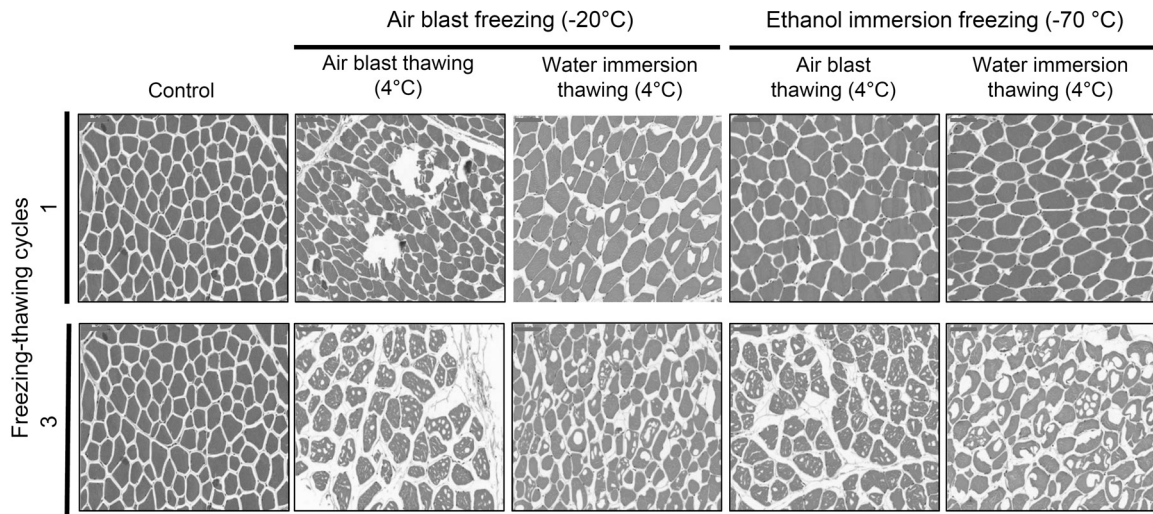 Air blast freezing (-20°C)
Ethanol immersion freezing (-70 °C)
Control
Air blast thawing
(4°C)
Water immersion
thawing (4°C)
Air blast
thawing (4°C)
Water immersion
thawing (4°C)
Freezing-thawing cycles
1
3